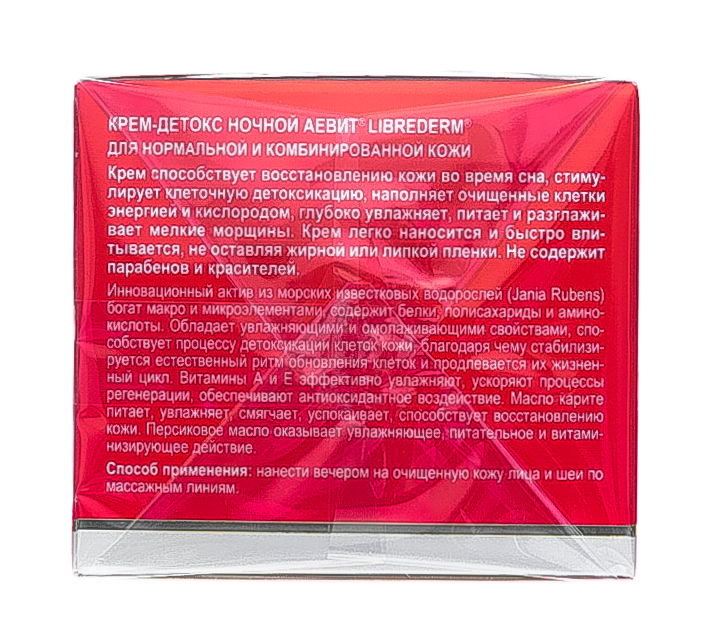 КРЕМ-ДЕТОКС НОЧНОЙ АЕВИТ® LIBREDERM®
ДЛЯ НОРМАЛЬНОЙ И КОМБИНИРОВАННОЙ КОЖИ
Крем способствует восстановлению кожи во время сна, стиму-
лирует клеточную детоксикацию, наполняет очищенные клетки
энергией и кислородом, глубоко увлажняет, питает и разглажи-
вает мелкие морщины. Крем легко наносится и быстро впи-
тывается, не оставляя жирной или липкой пленки. Не содержит
парабенов и красителей.
Инновационный актив из морских известковых водорослей (Jania Rubens)
богат макро и микроэлементами, содержит белки, полисахариды и амино-
кислоты. Обладает увлажняющими и омолаживающими свойствами, спо-
собствует процессу детоксикации клеток кожи, благодаря чему стабилизи-
руется естественный ритм обновления клеток и продлевается их жизнен-
ный цикл. Витамины А и Е эффективно увлажняют, ускоряют процессы
регенерации, обеспечивают антиоксидантное воздействие. Масло карите
питает, увлажняет, смягчает, успокаивает, способствует восстановлению
кожи. Персиковое масло оказывает увлажняющее, питательное и витами-
низирующее действие.
Способ применения: нанести вечером на очищенную кожу лица и шеи по
массажным линиям.